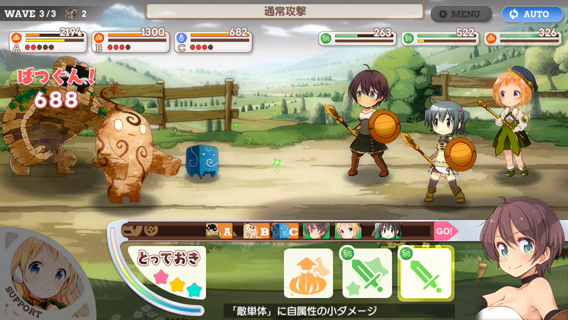 WAVE 3/3
2
通常攻撃
MENU
AUTO
2194
A
1300
B
682
C
263
522
326
ばつぐん!
688
A
B
C
GO!
とっておき
SUPPORT
「敵単体」に自属性の小ダメージ